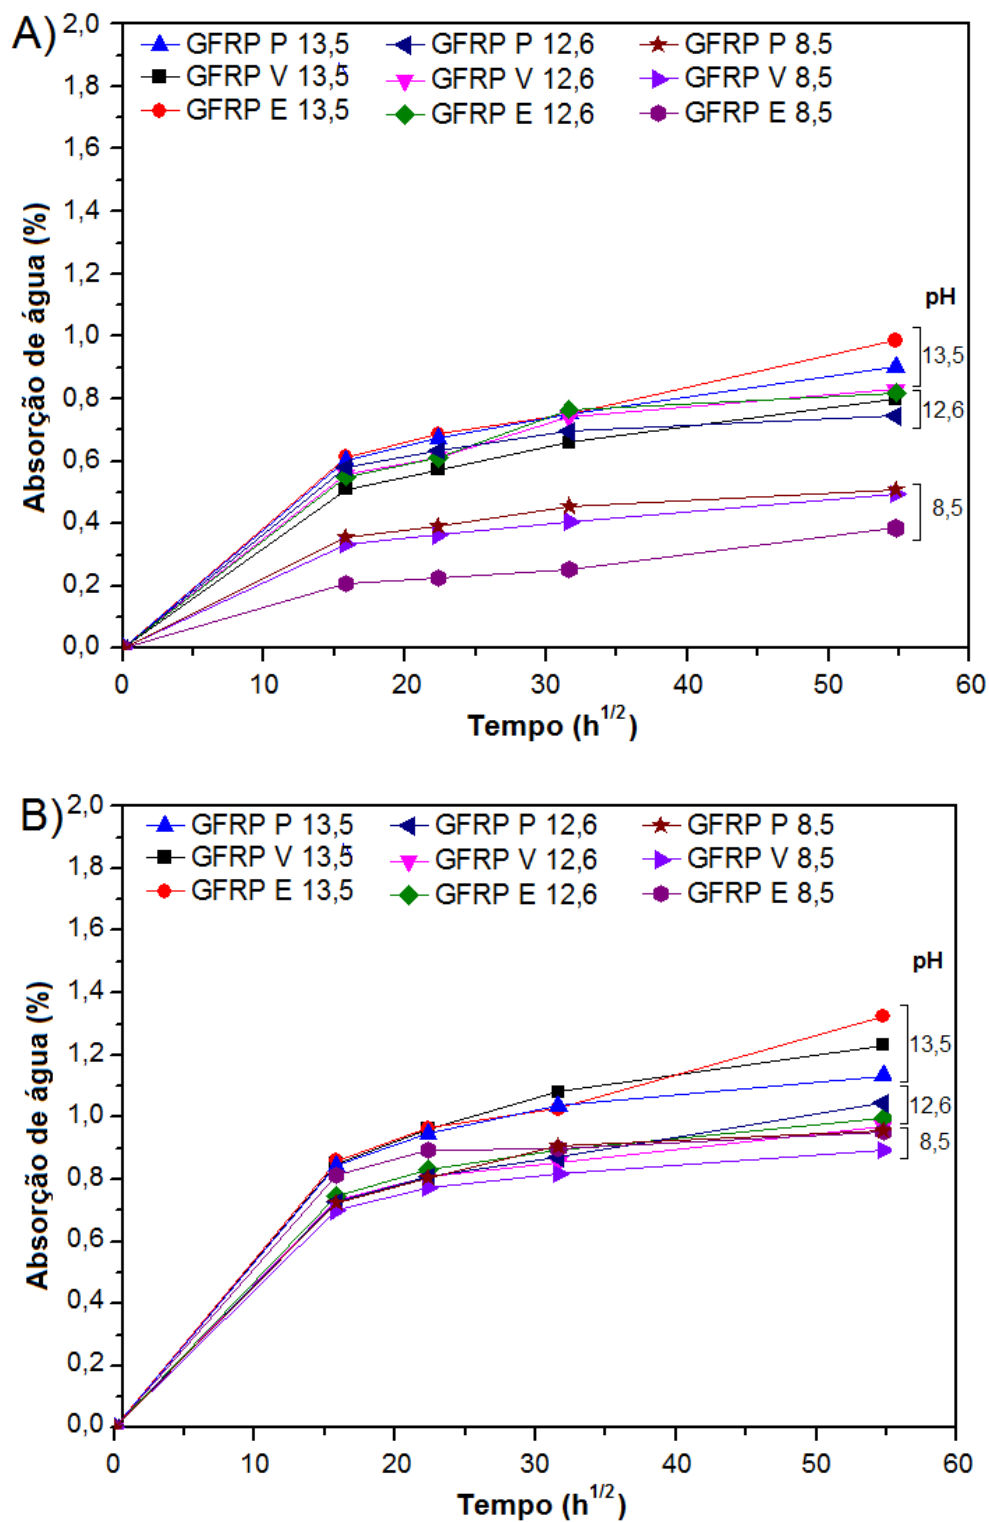 A)
GFRP P 13,5 GFRP P 12,6 GFRP P 8,5
GFRP V 13,5 GFRP V 12,6 GFRP V 8,5
GFRP E 13,5 GFRP E 12,6 GFRP E 8,5
2,0
1,8
1,6
1,4
1,2
1,0
0,8
0,6
0,4
0,2
0,0
Absorção de água (%)
pH
13,5
12,6
8,5
0 10 20 30 40 50 60
Tempo (h^1/2)
B)
GFRP P 13,5 GFRP P 12,6 GFRP P 8,5
GFRP V 13,5 GFRP V 12,6 GFRP V 8,5
GFRP E 13,5 GFRP E 12,6 GFRP E 8,5
2,0
1,8
1,6
1,4
1,2
1,0
0,8
0,6
0,4
0,2
0,0
Absorção de água (%)
pH
13,5
12,6
8,5
0 10 20 30 40 50 60
Tempo (h^1/2)